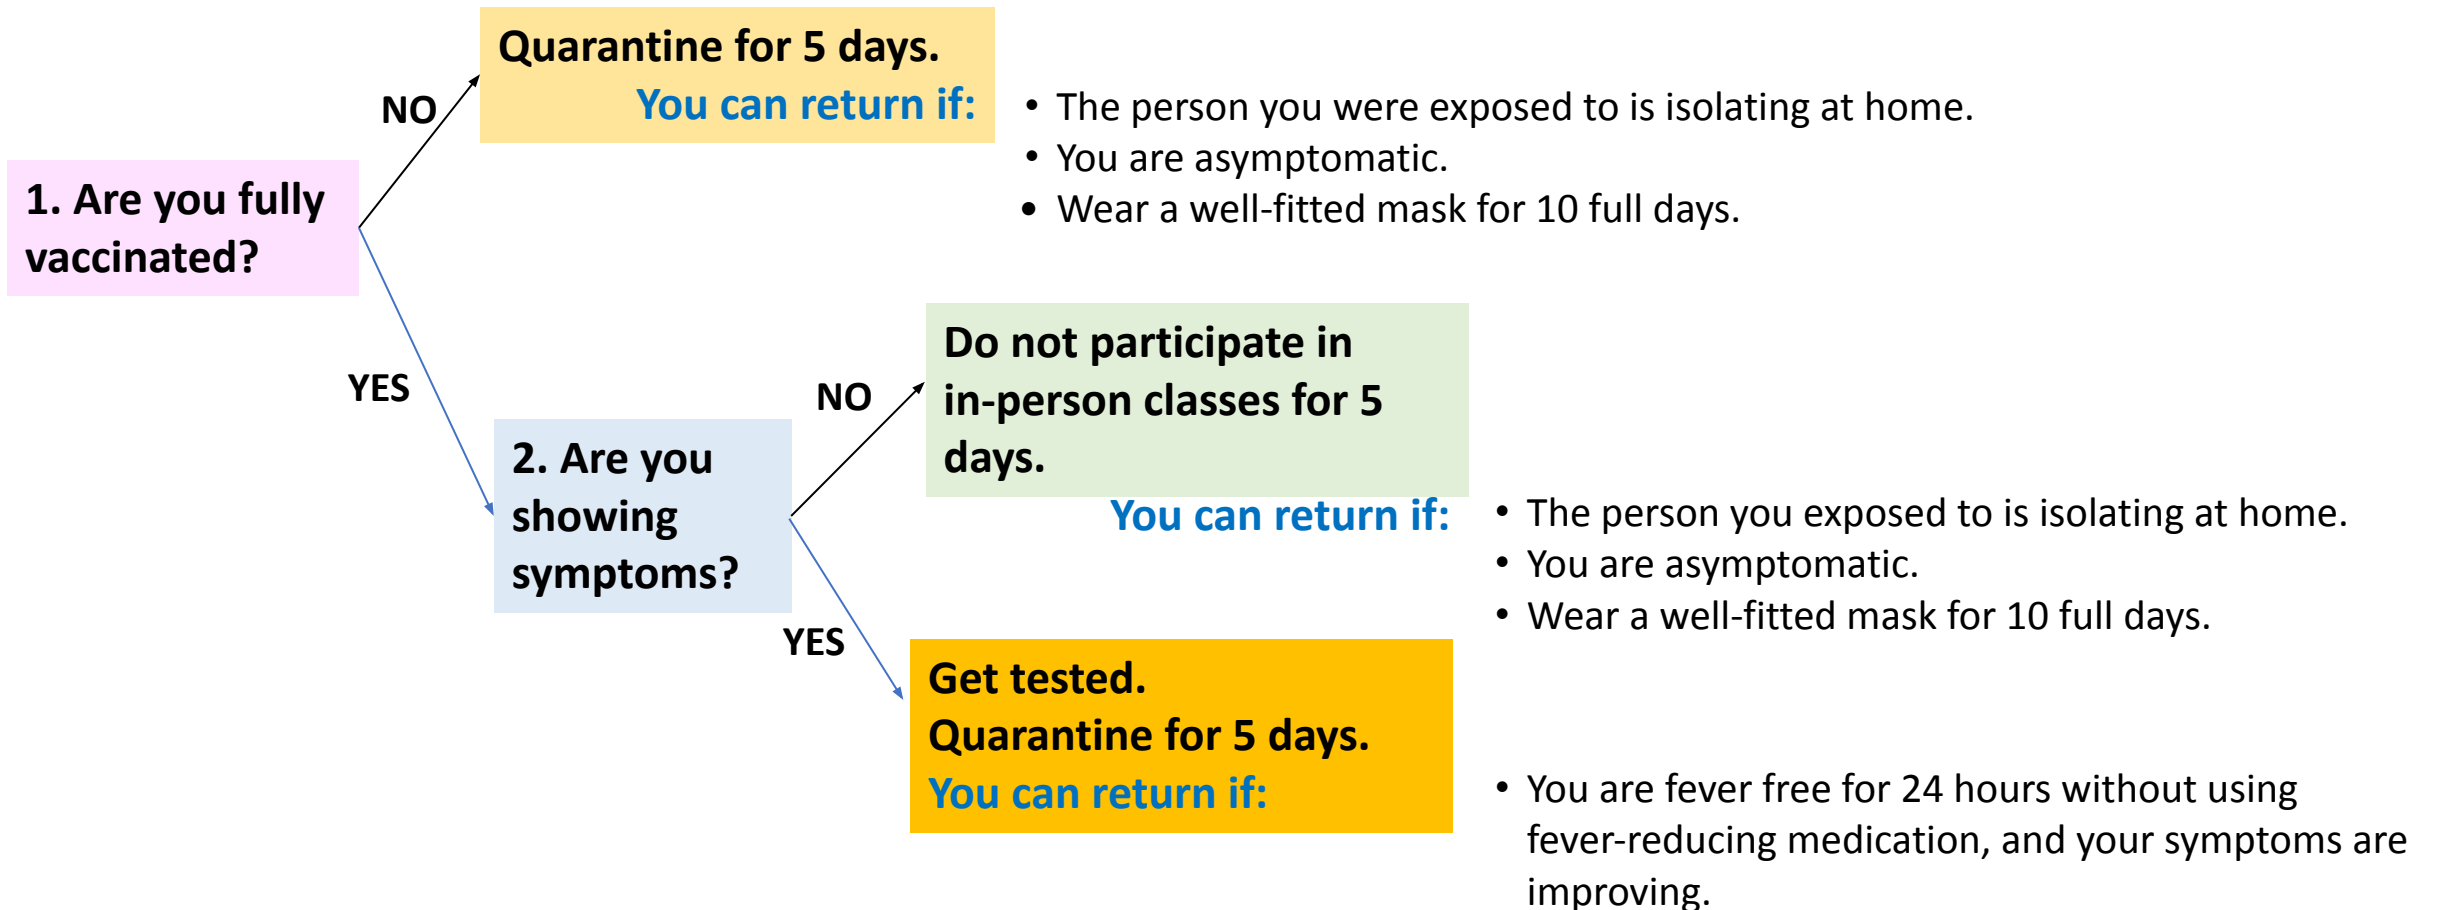 Quarantine for 5 days.
You can return if:
NO
• The person you were exposed to is isolating at home.
• You are asymptomatic.
• Wear a well-fitted mask for 10 full days.
1. Are you fully
vaccinated?
YES
Do not participate in
in-person classes for 5
days.
NO
2. Are you
showing
symptoms?
You can return if:
• The person you exposed to is isolating at home.
• You are asymptomatic.
• Wear a well-fitted mask for 10 full days.
YES
Get tested.
Quarantine for 5 days.
You can return if:
• You are fever free for 24 hours without using
fever-reducing medication, and your symptoms are
improving.